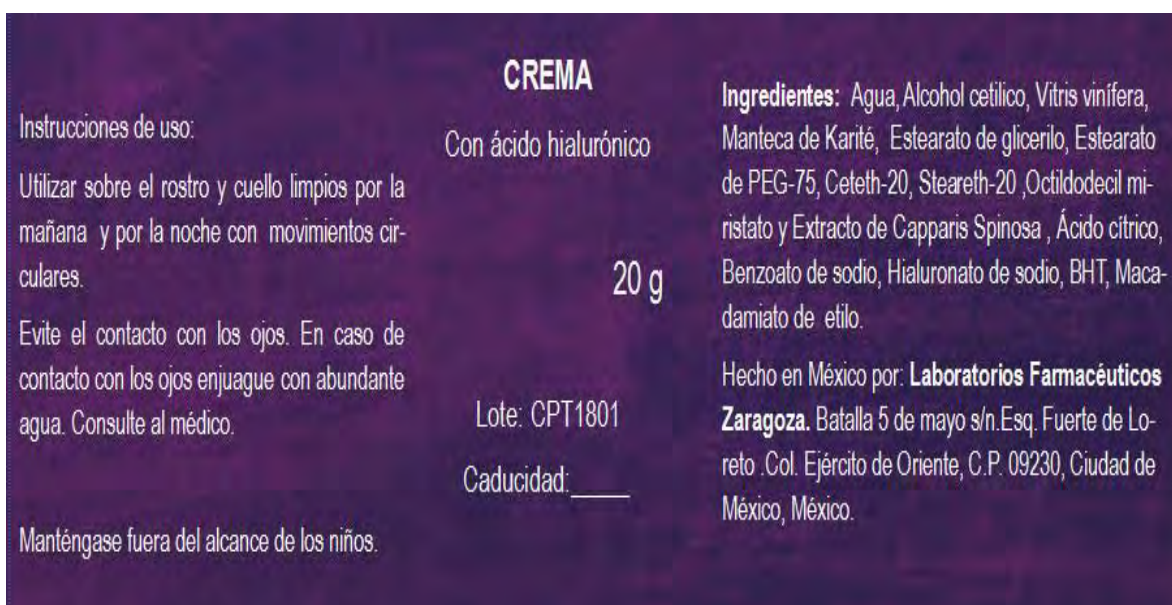 Instrucciones de uso:
Utilizar sobre el rostro y cuello limpios por la
mañana y por la noche con movimientos cir-
culares.
Evite el contacto con los ojos. En caso de
contacto con los ojos enjuague con abundante
agua. Consulte al médico.
Manténgase fuera del alcance de los niños.
CREMA
Con ácido hialurónico
20 g
Lote: CPT1801
Caducidad:____
Ingredientes: Agua, Alcohol cetilico, Vitris vinífera,
Manteca de Karité, Estearato de glicerilo, Estearato
de PEG-75, Ceteth-20, Steareth-20 ,Octildodecil mi-
ristato y Extracto de Capparis Spinosa , Ácido cítrico,
Benzoato de sodio, Hialuronato de sodio, BHT, Maca-
damiato de etilo.
Hecho en México por: Laboratorios Farmacéuticos
Zaragoza. Batalla 5 de mayo s/n.Esq. Fuerte de Lo-
reto .Col. Ejército de Oriente, C.P. 09230, Ciudad de
México, México.